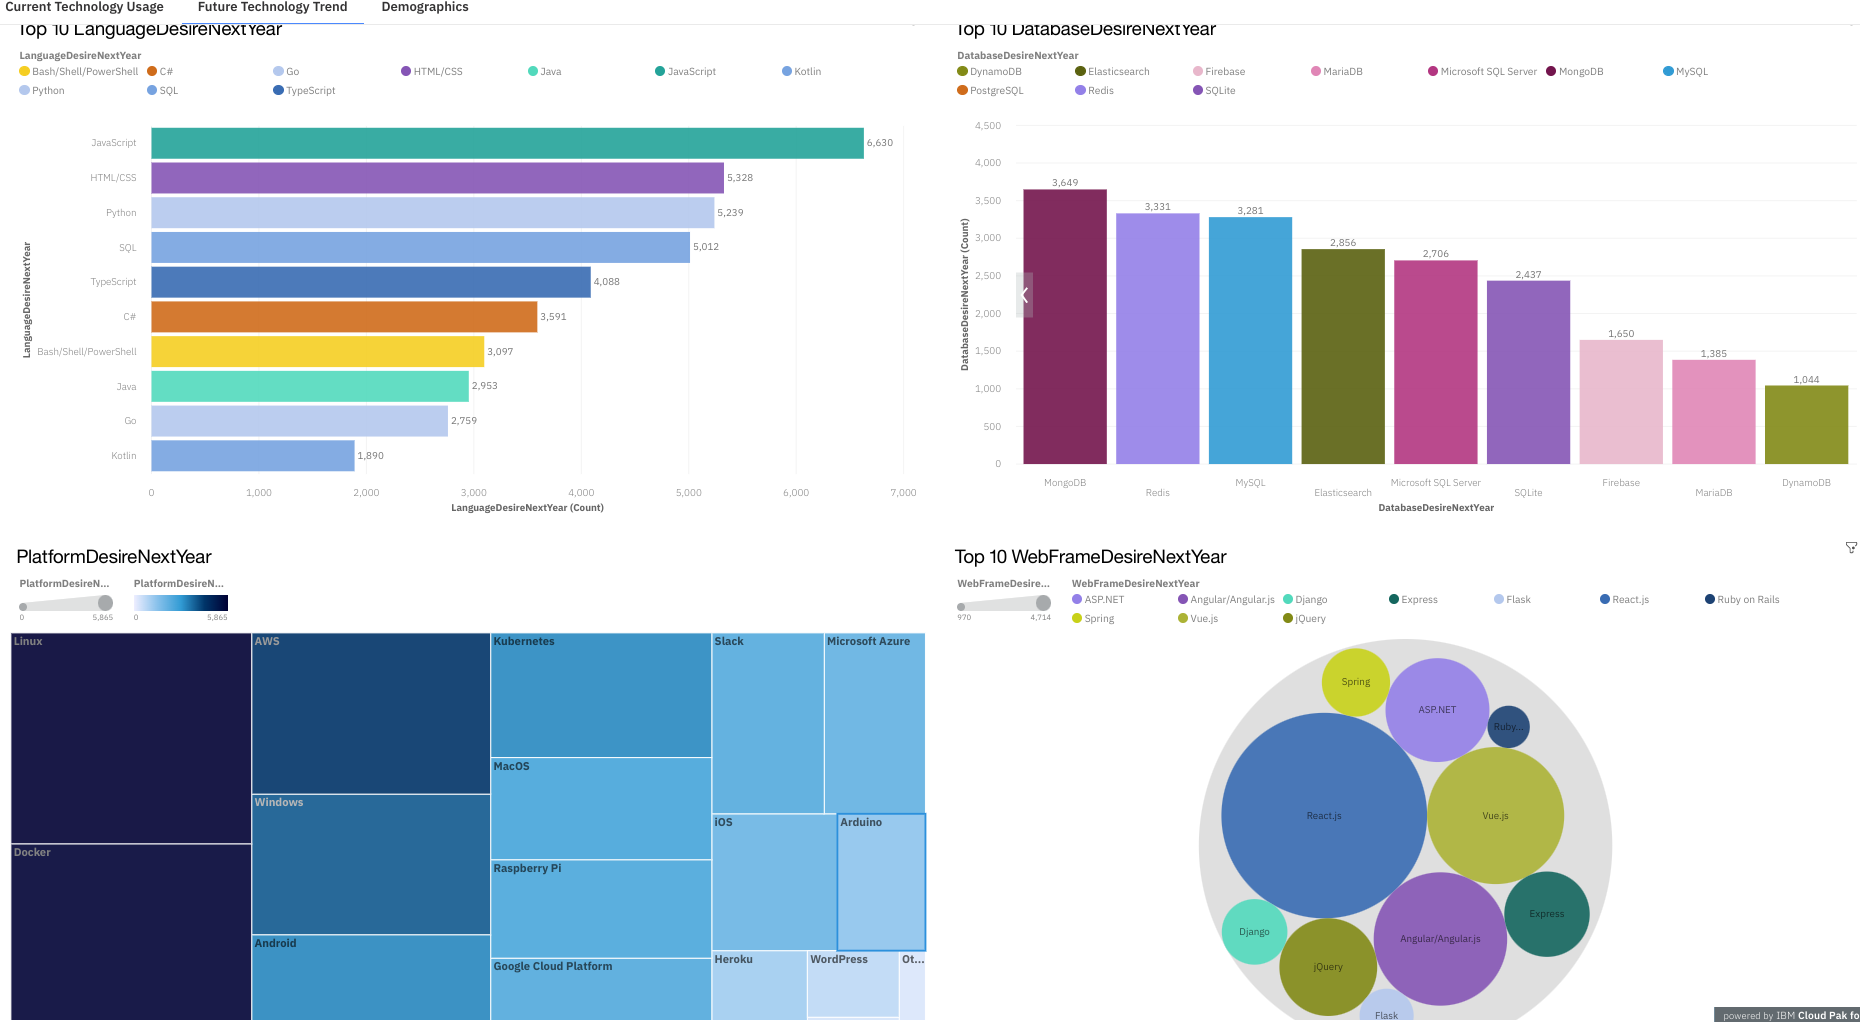 Current Technology Usage Future Technology Trend Demographics
Top 10 LanguageDesireNextYear
LanguageDesireNextYear
Bash/Shell/PowerShell C# Go HTML/CSS Java JavaScript Kotlin
Python SQL TypeScript
JavaScript 6,630
HTML/CSS 5,328
Python 5,239
SQL 5,012
TypeScript 4,088
C# 3,591
Bash/Shell/PowerShell 3,097
Java 2,953
Go 2,759
Kotlin 1,890
LanguageDesireNextYear
0 1,000 2,000 3,000 4,000 5,000 6,000 7,000
LanguageDesireNextYear (Count)
Top 10 DatabaseDesireNextYear
DatabaseDesireNextYear
DynamoDB Elasticsearch Firebase MariaDB Microsoft SQL Server MongoDB MySQL
PostgreSQL Redis SQLite
4,500
4,000
3,500
3,000
2,500
2,000
1,500
1,000
500
0
DatabaseDesireNextYear (Count)
3,649 3,331 3,281 2,856 2,706 2,437 1,650 1,385 1,044
MongoDB Redis MySQL Elasticsearch Microsoft SQL Server SQLite Firebase MariaDB DynamoDB
DatabaseDesireNextYear
PlatformDesireNextYear
PlatformDesireN... PlatformDesireN...
0 5,865 0 5,865
Linux AWS Kubernetes Slack Microsoft Azure
MacOS
Windows
iOS Arduino
Docker
Raspberry Pi
Android
Heroku WordPress Ot...
Google Cloud Platform
Top 10 WebFrameDesireNextYear
WebFrameDesire... WebFrameDesireNextYear
970 4,714
ASP.NET Angular/Angular.js Django Express Flask React.js Ruby on Rails
Spring Vue.js jQuery
Spring
ASP.NET
Ruby...
React.js
Vue.js
Express
Django
Angular/Angular.js
jQuery
Flask
powered by IBM Cloud Pak fo